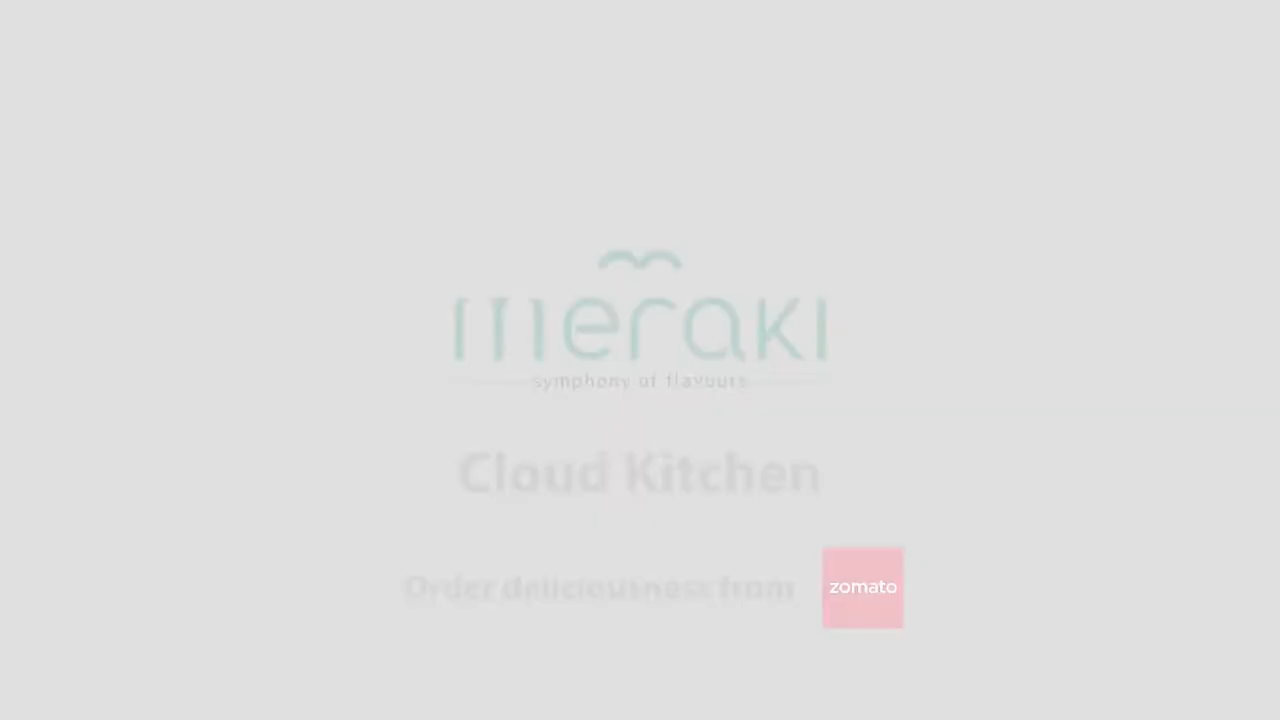 meraki
symphony of flavours
Cloud Kitchen
Order deliciousness from
zomato